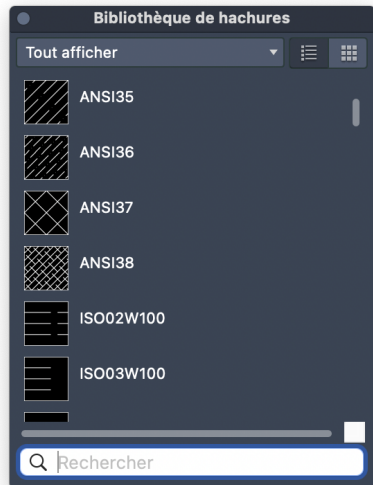 Bibliothèque de hachures
Tout afficher
ANSI35
ANSI36
ANSI37
ANSI38
ISO02W100
ISO03W100
Rechercher